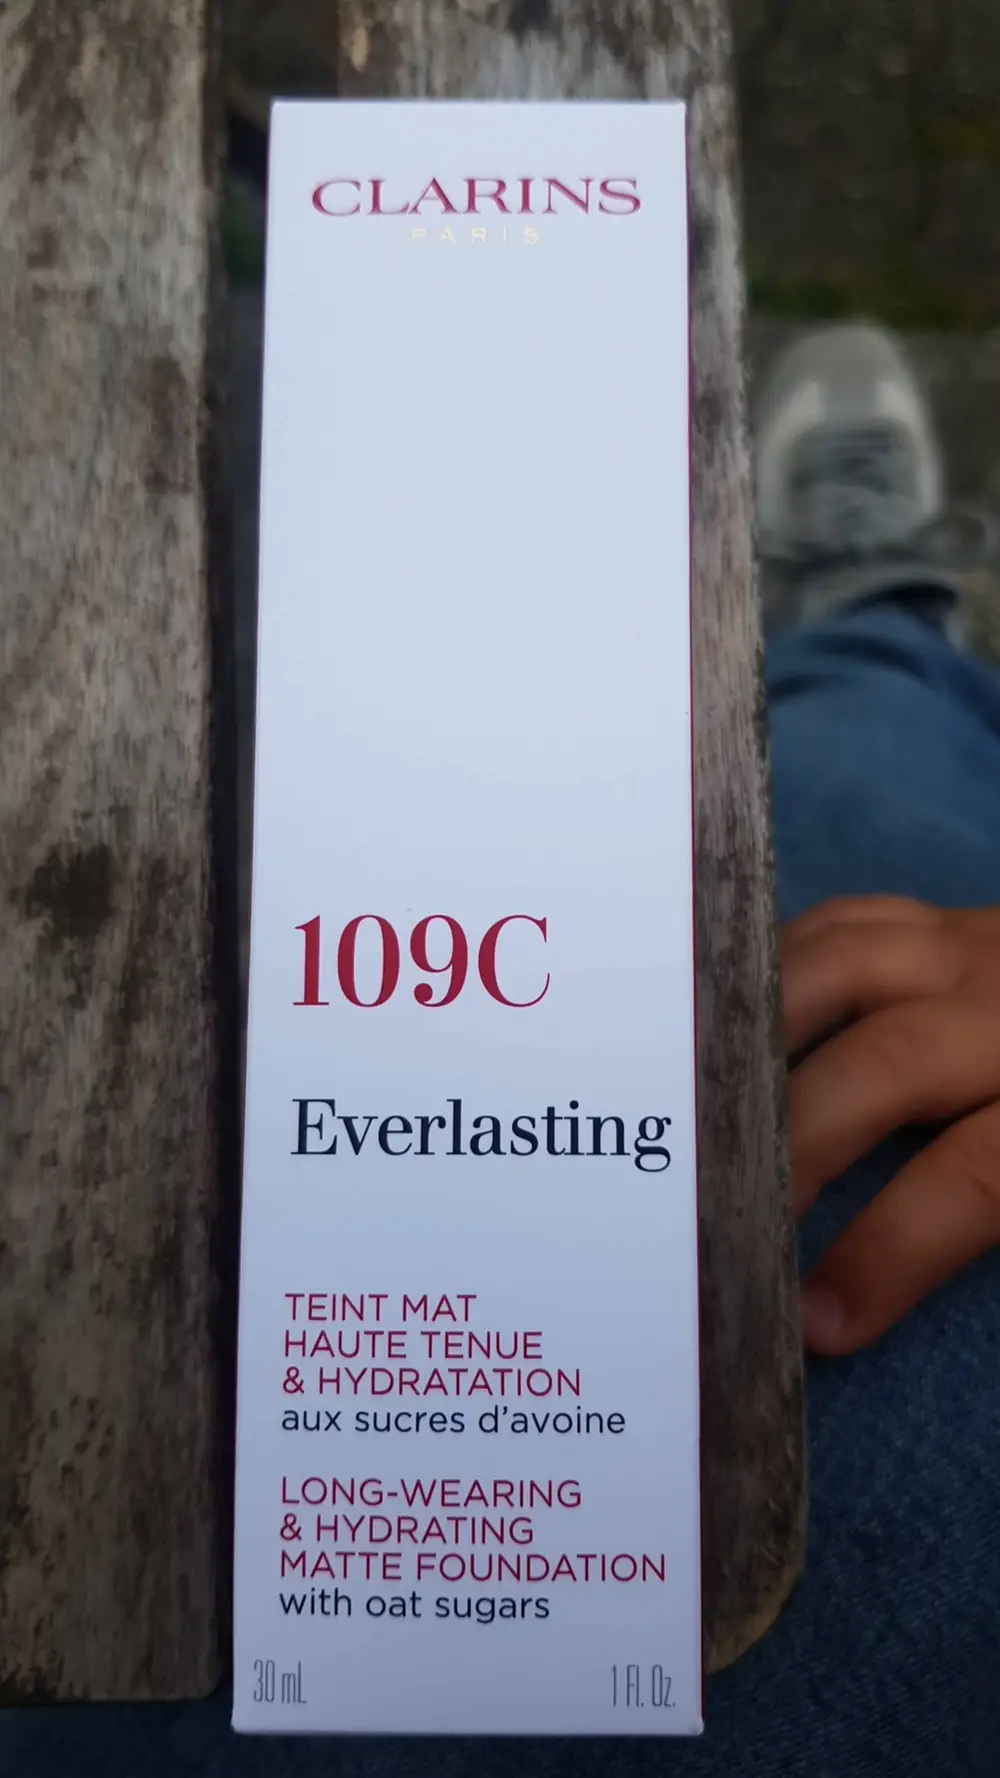 CLARINS
PARIS
109C
Everlasting
TEINT MAT
HAUTE TENUE
& HYDRATATION
aux sucres d'avoine
LONG-WEARING
& HYDRATING
MATTE FOUNDATION
with oat sugars
30 mL 1 Fl. Oz.